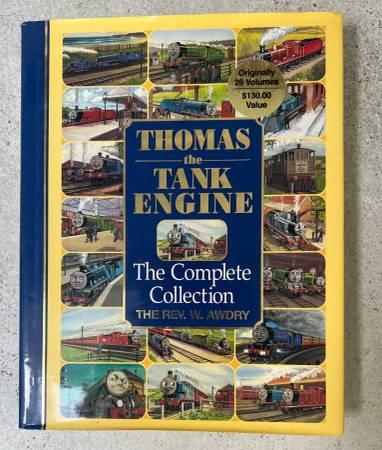 Originally
26 Volumes
$130.00
Value
THOMAS
the
TANK
ENGINE
The Complete
Collection
THE REV. W. AWDRY